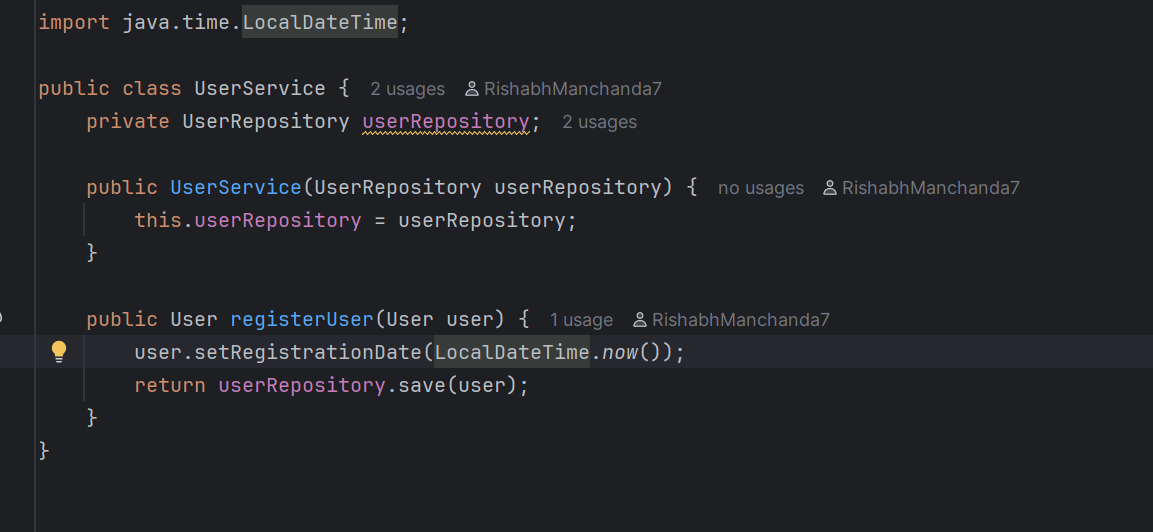 import java.time.LocalDateTime;
public class UserService { 2 usages RishabhManchanda7
private UserRepository userRepository; 2 usages
public UserService(UserRepository userRepository) { no usages RishabhManchanda7
this.userRepository = userRepository;
}
public User registerUser(User user) { 1 usage RishabhManchanda7
user.setRegistrationDate(LocalDateTime.now());
return userRepository.save(user);
}
}